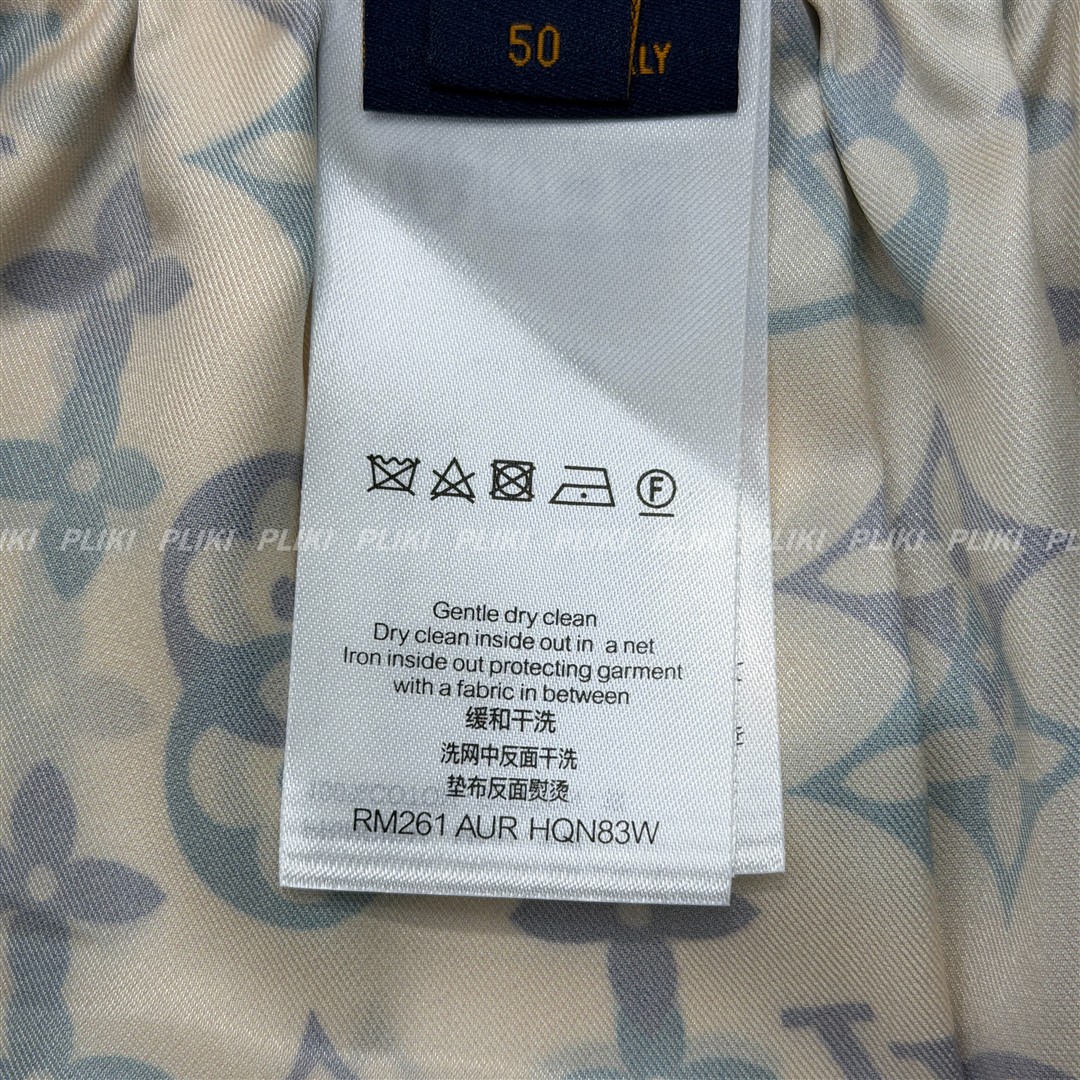 50
LY
PLIKI PLIKI PLIKI PLIKI PLIKI PLIKI PLIKI PLIKI PLIKI PLIKI
F
Gentle dry clean
Dry clean inside out in a net
Iron inside out protecting garment
with a fabric in between
缓和干洗
洗网中反面干洗
垫布反面熨烫
RM261 AUR HQN83W